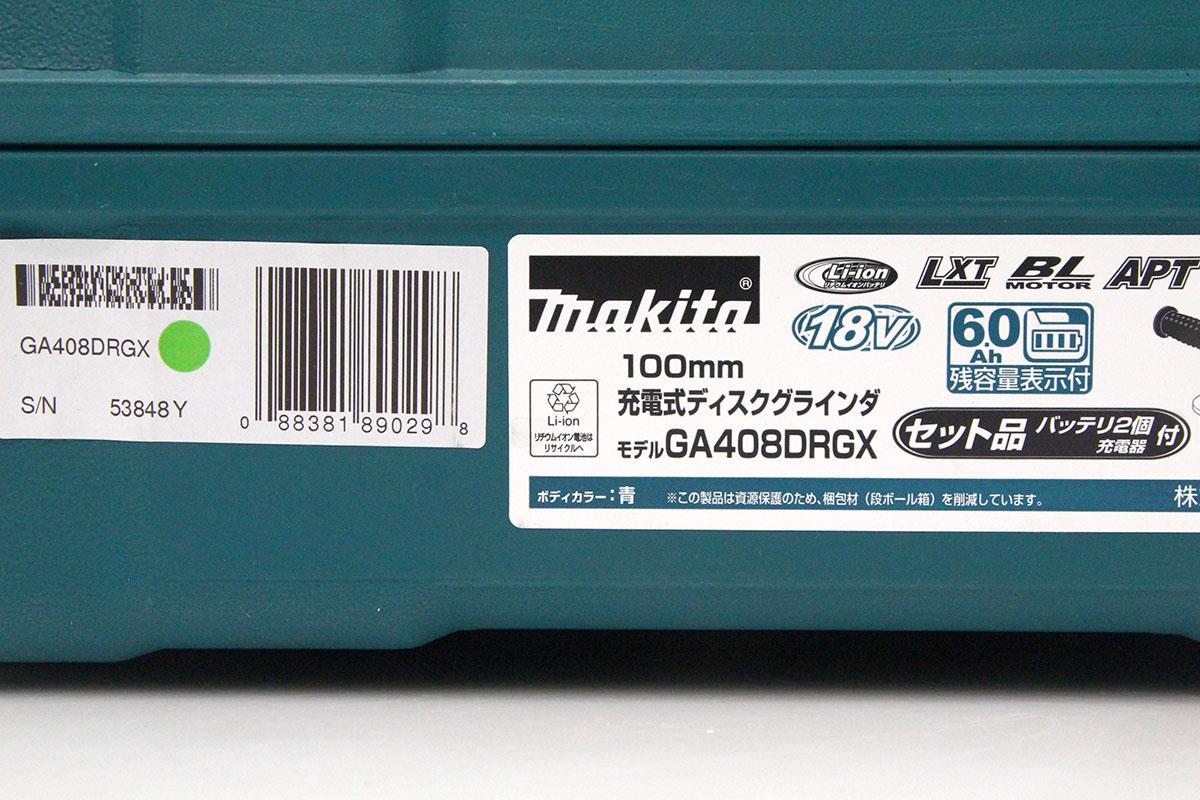 GA408DRGX
S/N 53848Y
0 88381 89029 8
makita®
100mm
充電式ディスクグラインダ
モデルGA408DRGX
Li-ion
リチウムイオン電池は
リサイクルへ
Li-ion
リチウムイオンバッテリ
LXT
BL
MOTOR
APT
18V
6.0
Ah
残容量表示付
セット品 バッテリ2個
充電器 付
ボディカラー：青 ※この製品は資源保護のため、梱包材（段ボール箱）を削減しています。
株